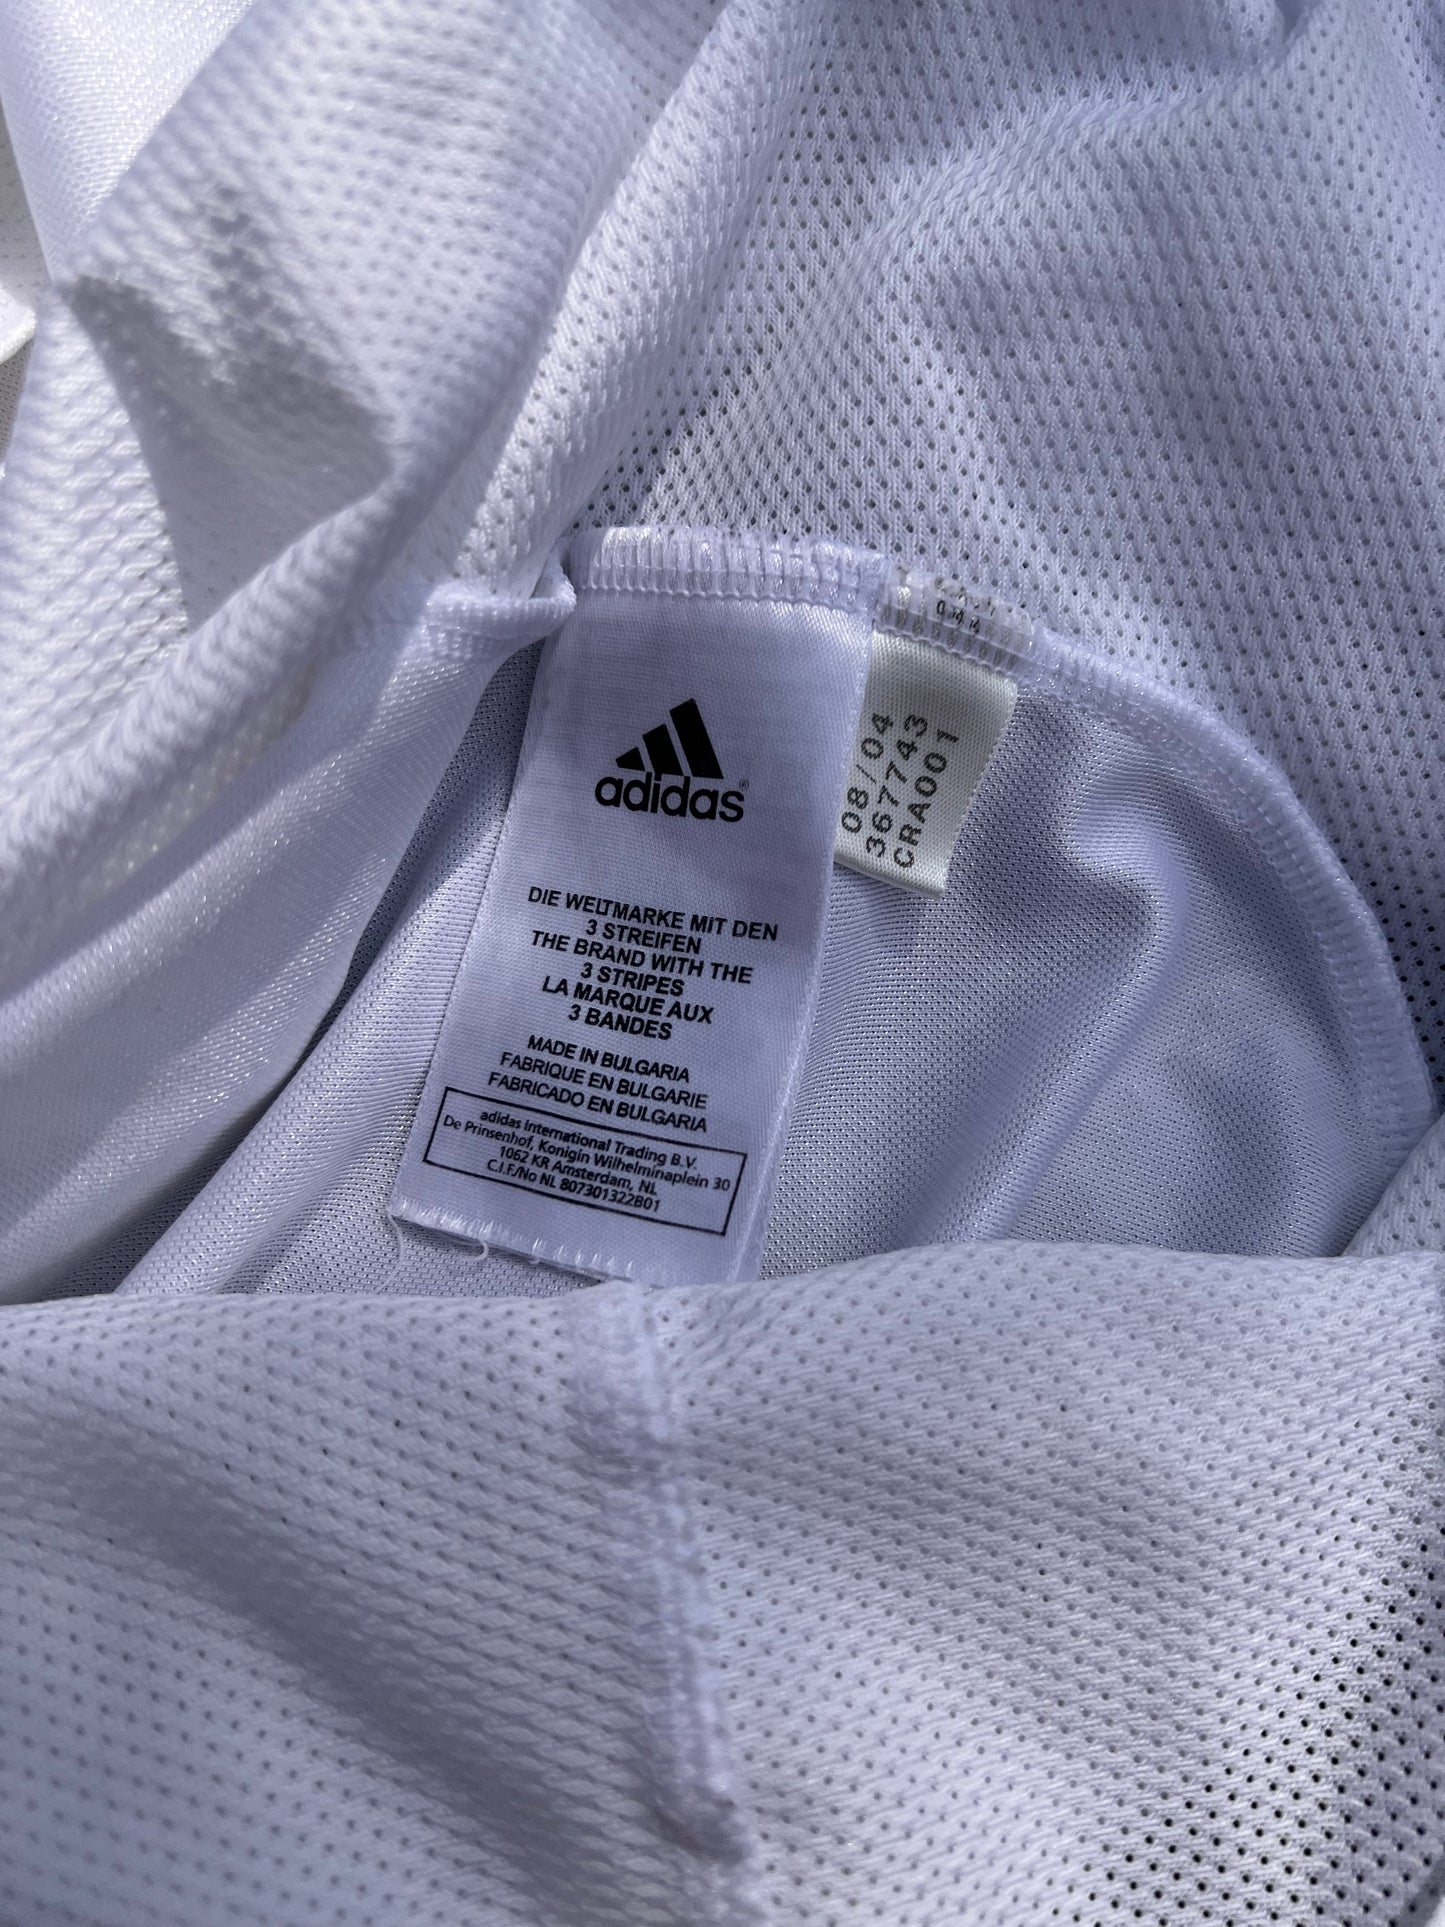 adidas®
DIE WELTMARKE MIT DEN
3 STREIFEN
THE BRAND WITH THE
3 STRIPES
LA MARQUE AUX
3 BANDES
MADE IN BULGARIA
FABRIQUE EN BULGARIE
FABRICADO EN BULGARIA
adidas International Trading B.V.
De Prinsenhof, Konigin Wilhelminaplein 30
1062 KR Amsterdam, NL
C.I.F./No NL 807301322B01
08/04
367743
CRA001